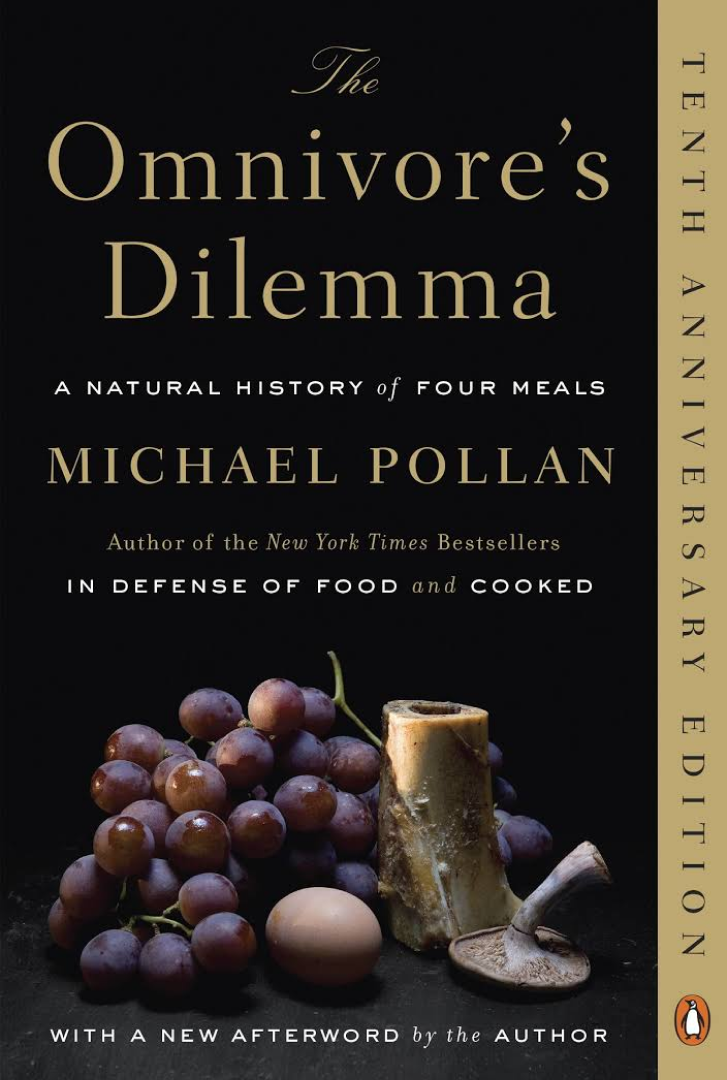 The
Omnivore's
Dilemma
A NATURAL HISTORY of FOUR MEALS
MICHAEL POLLAN
Author of the New York Times Bestsellers
IN DEFENSE OF FOOD and COOKED
WITH A NEW AFTERWORD by the AUTHOR
TENTH ANNIVERSARY EDITION